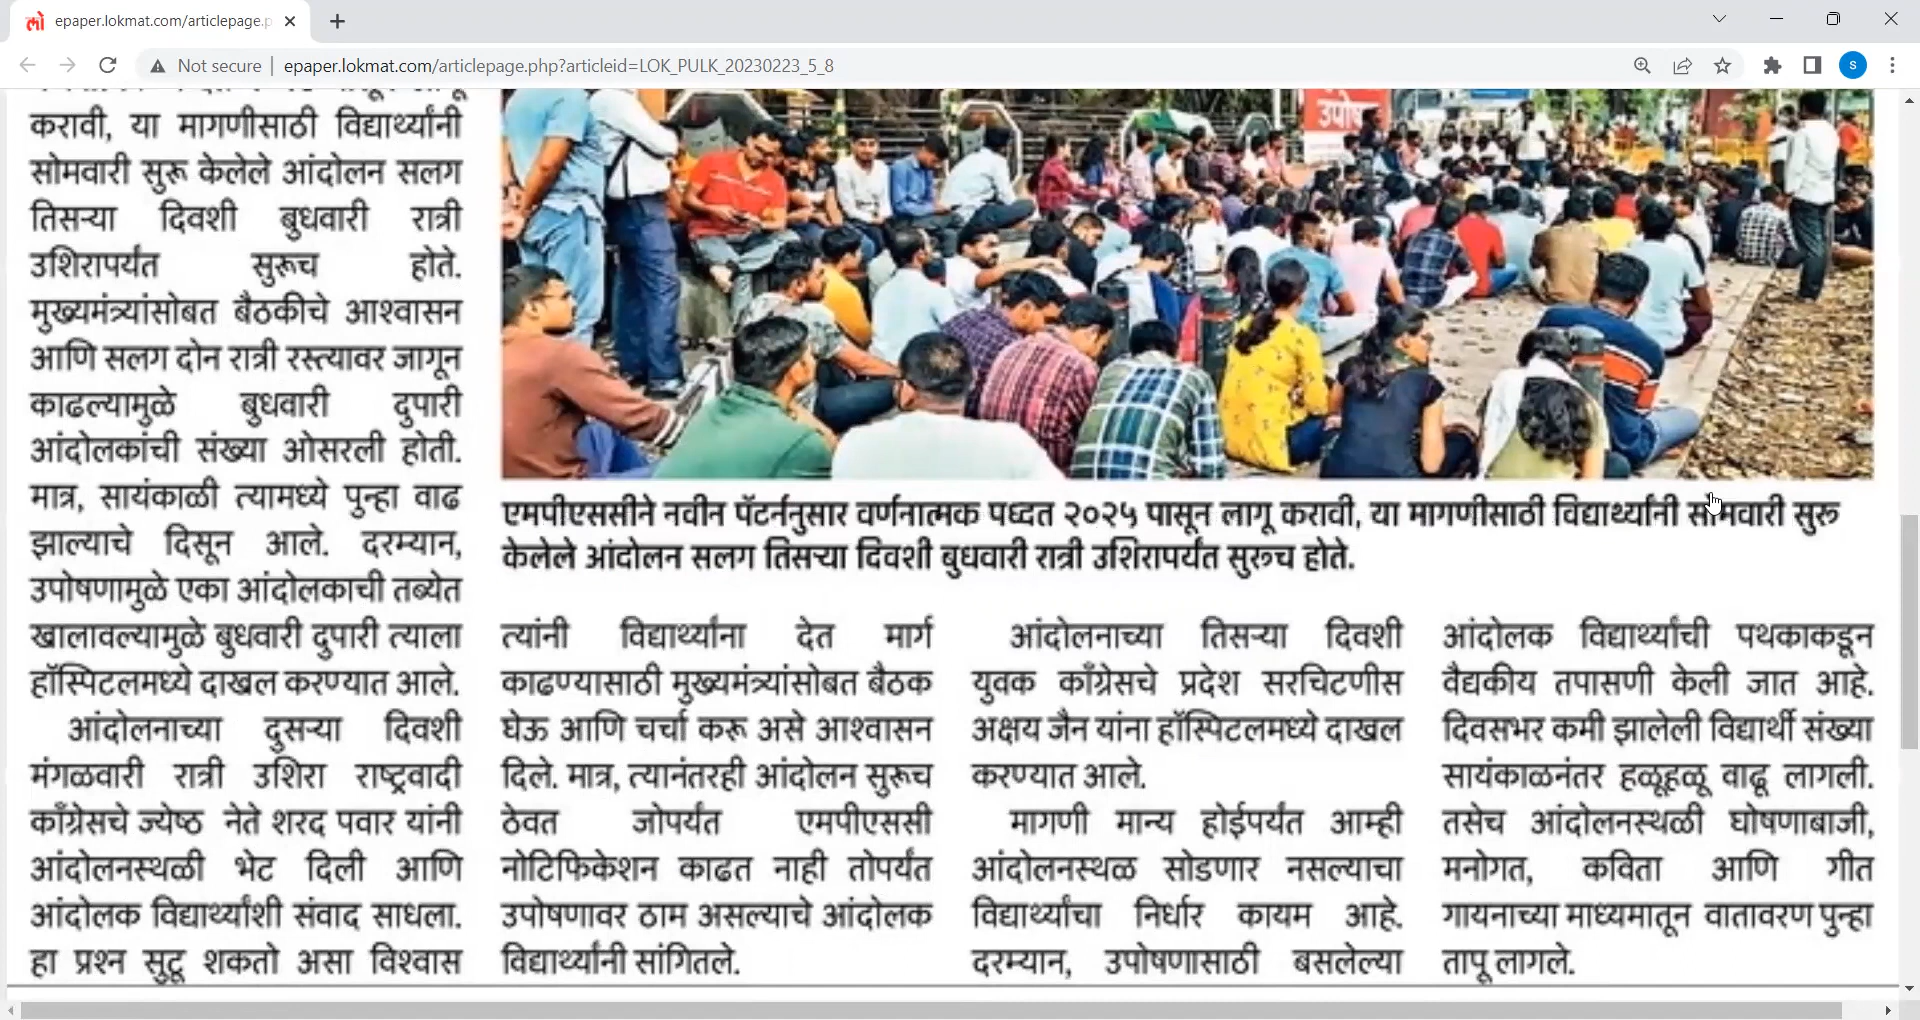 epaper.lokmat.com/articlepage.p
Not secure
epaper.lokmat.com/articlepage.php?articleid=LOK_PULK_20230223_5_8
S
करावी, या मागणीसाठी विद्यार्थ्यांनी
सोमवारी सुरू केलेले आंदोलन सलग
तिसऱ्या दिवशी बुधवारी रात्री
उशिरापर्यंत सुरूच होते.
मुख्यमंत्र्यांसोबत बैठकीचे आश्वासन
आणि सलग दोन रात्री रस्त्यावर जागून
काढल्यामुळे बुधवारी दुपारी
आंदोलकांची संख्या ओसरली होती.
मात्र, सायंकाळी त्यामध्ये पुन्हा वाढ
झाल्याचे दिसून आले. दरम्यान,
उपोषणामुळे एका आंदोलकाची तब्येत
खालावल्यामुळे बुधवारी दुपारी त्याला
हॉस्पिटलमध्ये दाखल करण्यात आले.
आंदोलनाच्या दुसऱ्या दिवशी
मंगळवारी रात्री उशिरा राष्ट्रवादी
काँग्रेसचे ज्येष्ठ नेते शरद पवार यांनी
आंदोलनस्थळी भेट दिली आणि
आंदोलक विद्यार्थ्यांशी संवाद साधला.
हा प्रश्न सुटू शकतो असा विश्वास
उपोष
एमपीएससीने नवीन पॅटर्ननुसार वर्णनात्मक पध्दत २०२५ पासून लागू करावी, या मागणीसाठी विद्यार्थ्यांनी सोमवारी सुरू
केलेले आंदोलन सलग तिसऱ्या दिवशी बुधवारी रात्री उशिरापर्यंत सुरूच होते.
त्यांनी विद्यार्थ्यांना देत मार्ग
काढण्यासाठी मुख्यमंत्र्यांसोबत बैठक
घेऊ आणि चर्चा करू असे आश्वासन
दिले. मात्र, त्यानंतरही आंदोलन सुरूच
ठेवत जोपर्यंत एमपीएससी
नोटिफिकेशन काढत नाही तोपर्यंत
उपोषणावर ठाम असल्याचे आंदोलक
विद्यार्थ्यांनी सांगितले.
आंदोलनाच्या तिसऱ्या दिवशी
युवक काँग्रेसचे प्रदेश सरचिटणीस
अक्षय जैन यांना हॉस्पिटलमध्ये दाखल
करण्यात आले.
मागणी मान्य होईपर्यंत आम्ही
आंदोलनस्थळ सोडणार नसल्याचा
विद्यार्थ्यांचा निर्धार कायम आहे.
दरम्यान, उपोषणासाठी बसलेल्या
आंदोलक विद्यार्थ्यांची पथकाकडून
वैद्यकीय तपासणी केली जात आहे.
दिवसभर कमी झालेली विद्यार्थी संख्या
सायंकाळनंतर हळूहळू वाढू लागली.
तसेच आंदोलनस्थळी घोषणाबाजी,
मनोगत, कविता आणि गीत
गायनाच्या माध्यमातून वातावरण पुन्हा
तापू लागले.